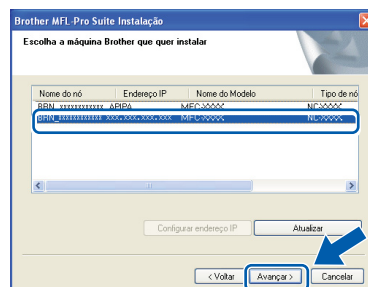 Brother MFL-Pro Suite Instalação
Escolha a máquina Brother que quer instalar
Nome do nó Endereço IP Nome do Modelo Tipo de nó
BRN_xxxxxxxxxxxx APIPA MFC-XXXX NC-XXXX
BRN_xxxxxxxxxxxx xxx.xxx.xxx.xxx MFC-XXXX NC-XXXX
Configurar endereço IP Atualizar
< Voltar Avançar > Cancelar